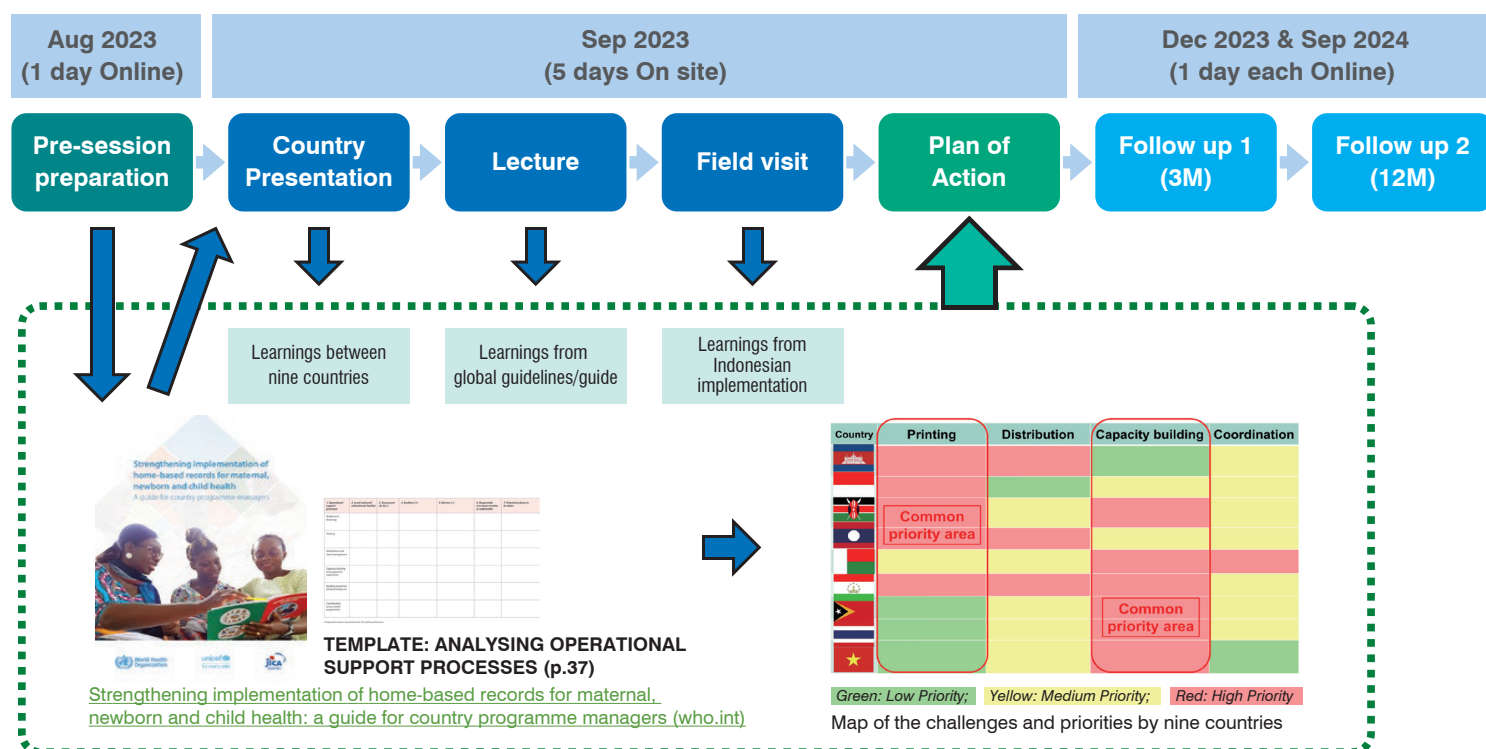 Aug 2023
(1 day Online)
Sep 2023
(5 days On site)
Dec 2023 & Sep 2024
(1 day each Online)
Pre-session
preparation
Country
Presentation
Lecture
Field visit
Plan of
Action
Follow up 1
(3M)
Follow up 2
(12M)
Learnings between
nine countries
Learnings from
global guidelines/guide
Learnings from
Indonesian
implementation
Strengthening implementation of
home-based records for maternal,
newborn and child health
A guide for country programme managers
World Health
Organization
unicef
JICA
TEMPLATE: ANALYSING OPERATIONAL
SUPPORT PROCESSES (p.37)
Strengthening implementation of home-based records for maternal,
newborn and child health: a guide for country programme managers (who.int)
Country
Printing
Distribution
Capacity building
Coordination
Common
priority area
Common
priority area
Green: Low Priority;
Yellow: Medium Priority;
Red: High Priority
Map of the challenges and priorities by nine countries